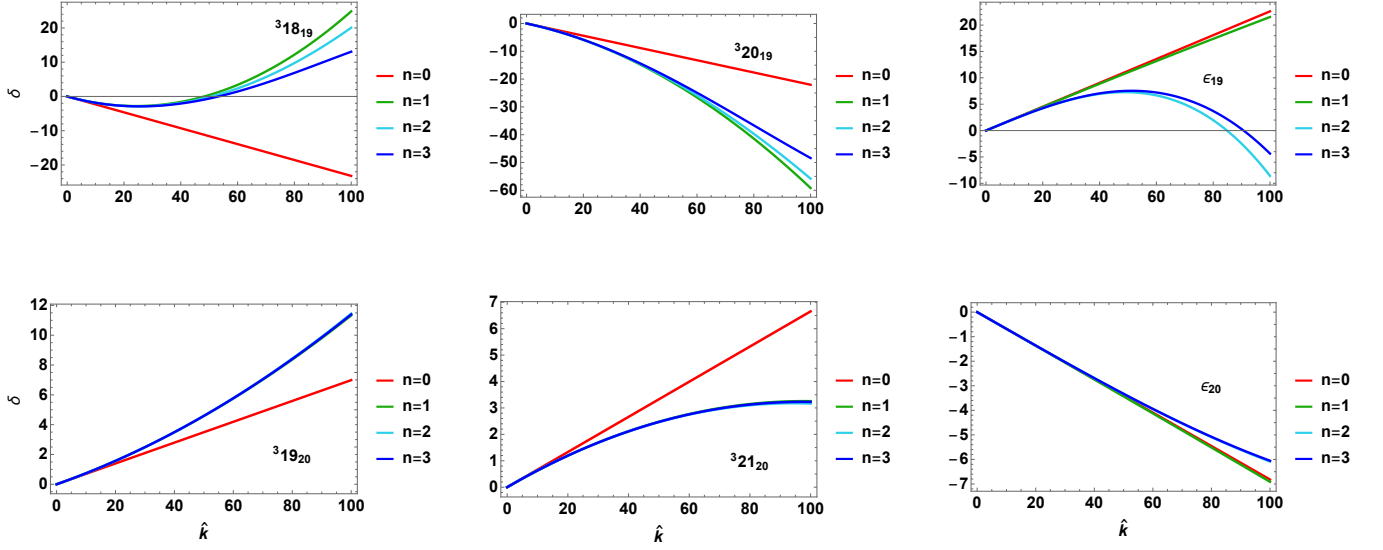 ³18₁₉
20
10
0
−10
−20
δ
0 20 40 60 80 100
n=0
n=1
n=2
n=3
³20₁₉
0
−10
−20
−30
−40
−50
−60
0 20 40 60 80 100
n=0
n=1
n=2
n=3
ϵ₁₉
20
15
10
5
0
−5
−10
0 20 40 60 80 100
n=0
n=1
n=2
n=3
³19₂₀
12
10
8
6
4
2
0
δ
0 20 40 60 80 100
k̂
n=0
n=1
n=2
n=3
³21₂₀
7
6
5
4
3
2
1
0
0 20 40 60 80 100
k̂
n=0
n=1
n=2
n=3
ϵ₂₀
0
−1
−2
−3
−4
−5
−6
−7
0 20 40 60 80 100
k̂
n=0
n=1
n=2
n=3